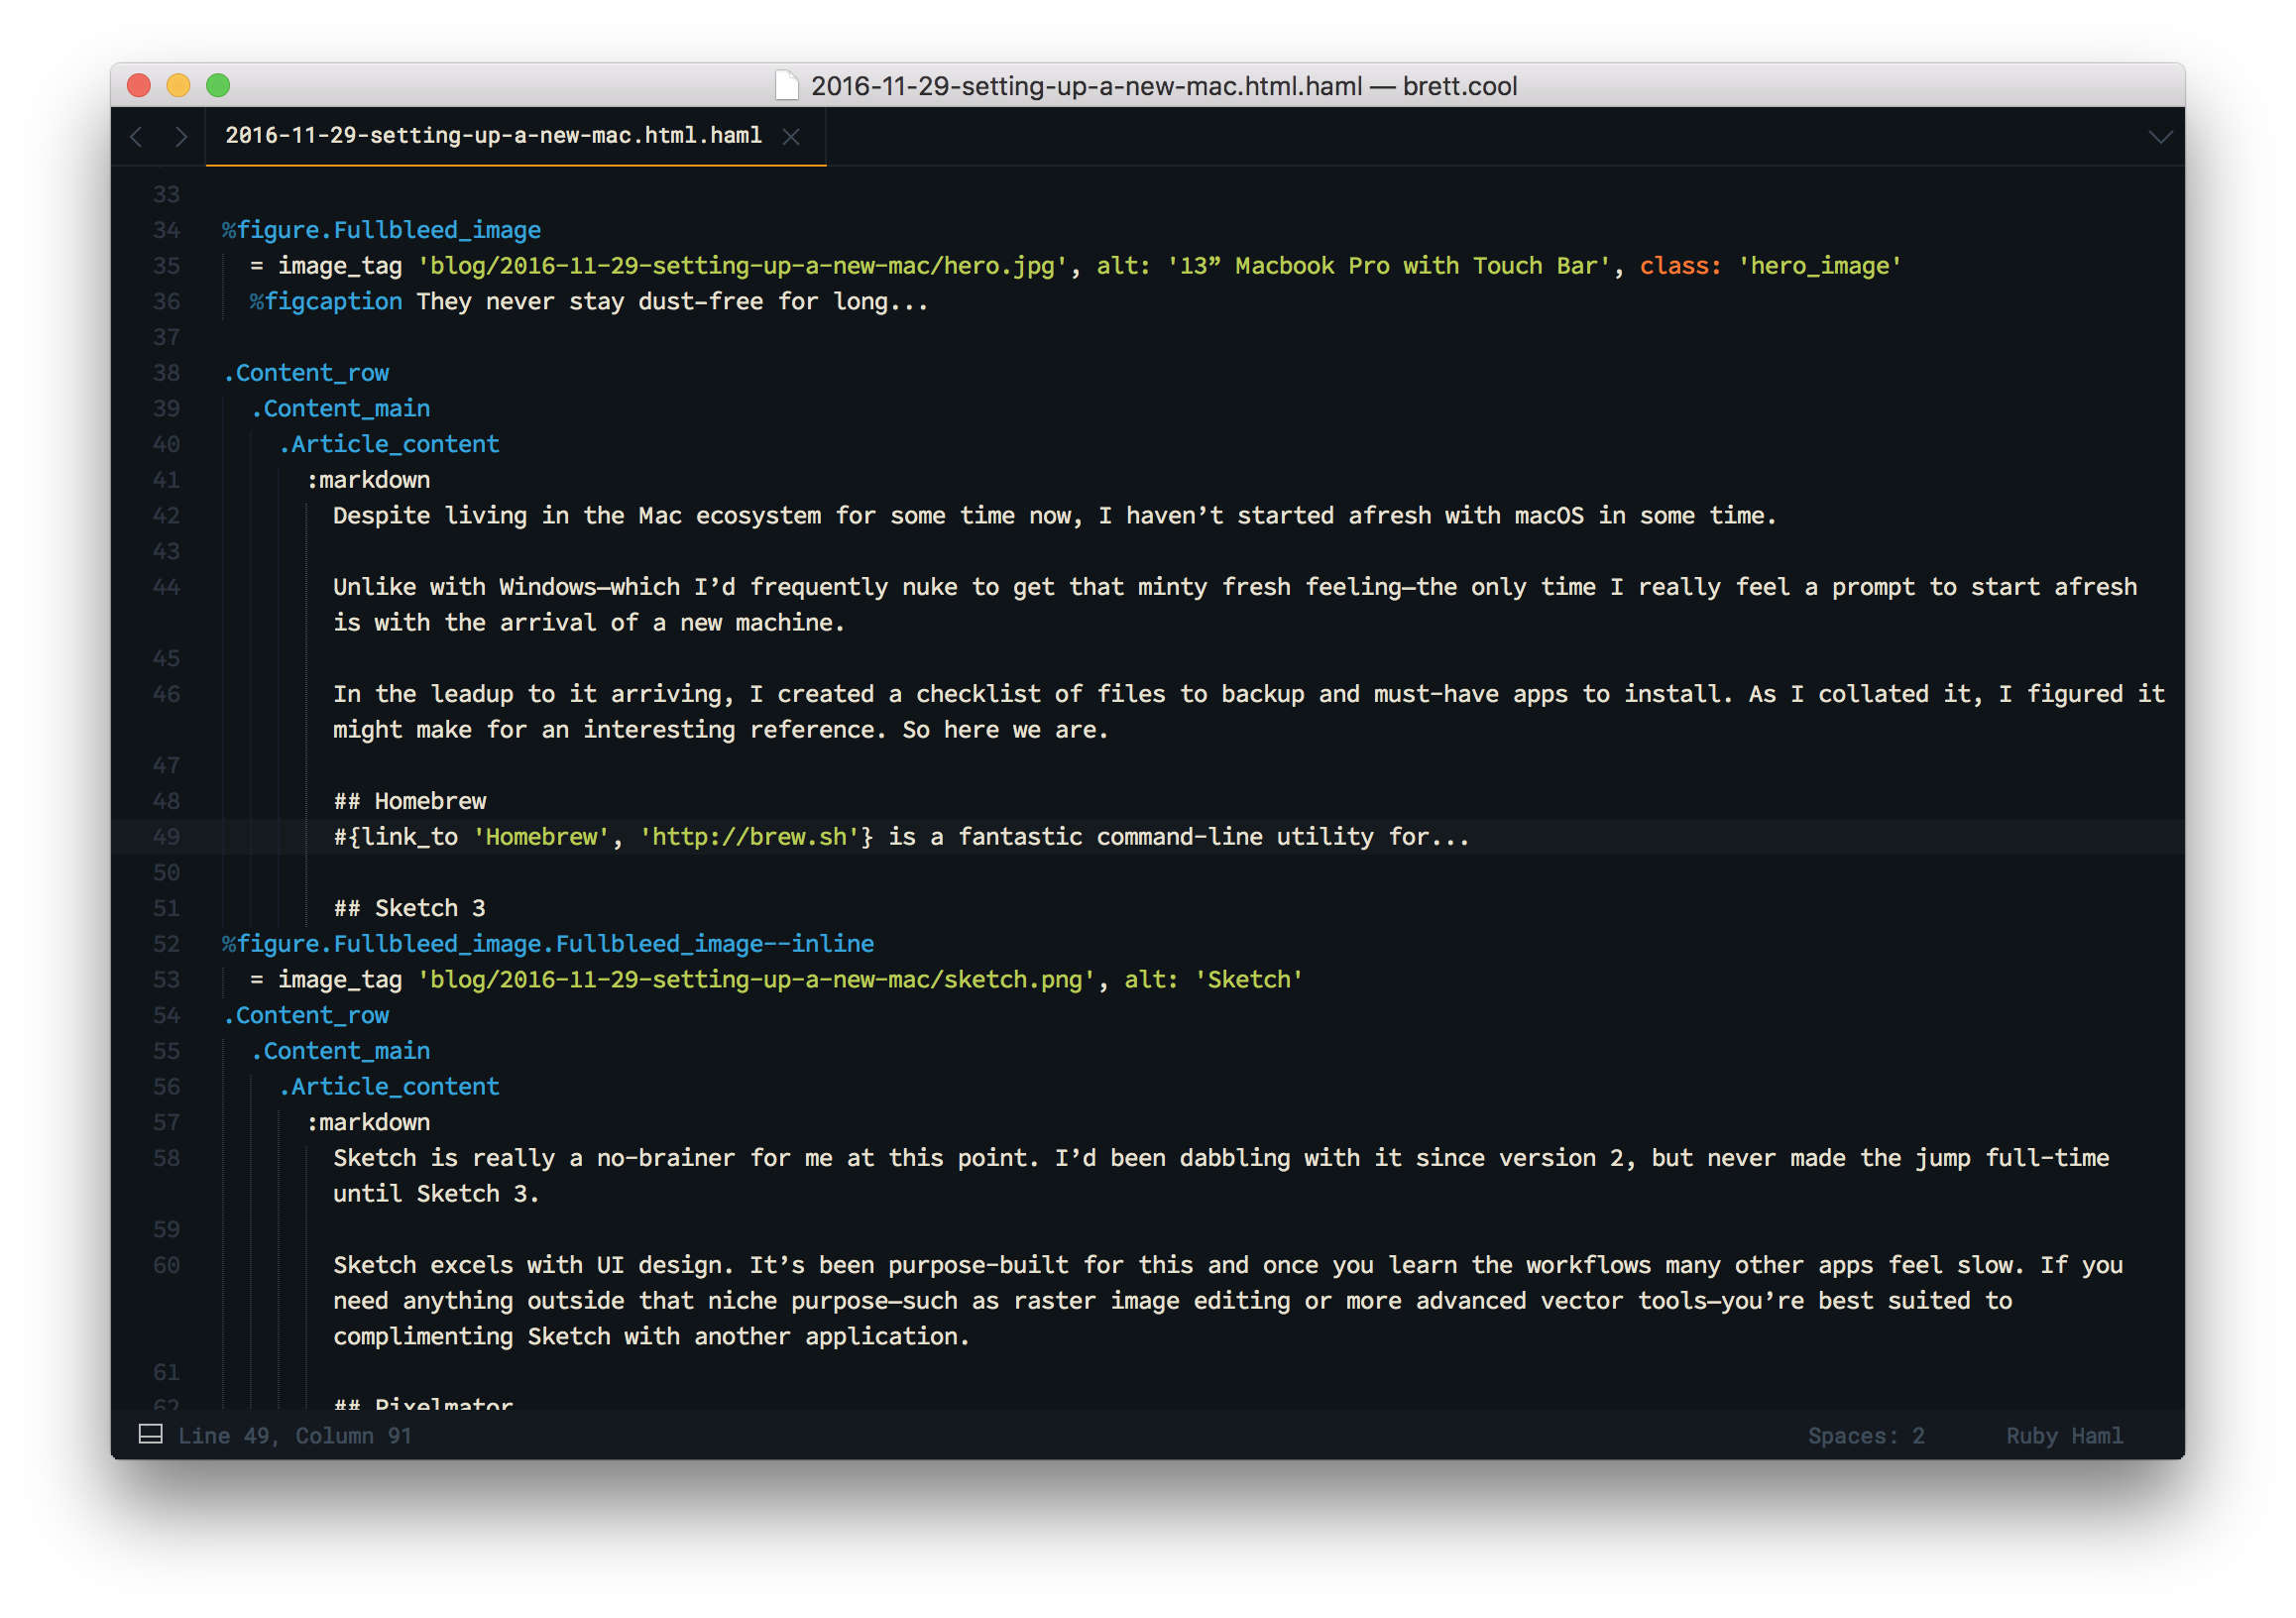 2016-11-29-setting-up-a-new-mac.html.haml — brett.cool
2016-11-29-setting-up-a-new-mac.html.haml
33
34 %figure.Fullbleed_image
35 = image_tag 'blog/2016-11-29-setting-up-a-new-mac/hero.jpg', alt: '13” Macbook Pro with Touch Bar', class: 'hero_image'
36 %figcaption They never stay dust-free for long...
37
38 .Content_row
39 .Content_main
40 .Article_content
41 :markdown
42 Despite living in the Mac ecosystem for some time now, I haven’t started afresh with macOS in some time.
43
44 Unlike with Windows—which I’d frequently nuke to get that minty fresh feeling—the only time I really feel a prompt to start afresh
is with the arrival of a new machine.
45
46 In the leadup to it arriving, I created a checklist of files to backup and must-have apps to install. As I collated it, I figured it
might make for an interesting reference. So here we are.
47
48 ## Homebrew
49 #{link_to 'Homebrew', 'http://brew.sh'} is a fantastic command-line utility for...
50
51 ## Sketch 3
52 %figure.Fullbleed_image.Fullbleed_image--inline
53 = image_tag 'blog/2016-11-29-setting-up-a-new-mac/sketch.png', alt: 'Sketch'
54 .Content_row
55 .Content_main
56 .Article_content
57 :markdown
58 Sketch is really a no-brainer for me at this point. I’d been dabbling with it since version 2, but never made the jump full-time
until Sketch 3.
59
60 Sketch excels with UI design. It’s been purpose-built for this and once you learn the workflows many other apps feel slow. If you
need anything outside that niche purpose—such as raster image editing or more advanced vector tools—you’re best suited to
complimenting Sketch with another application.
61
62 ## Pixelmator
Line 49, Column 91
Spaces: 2
Ruby Haml